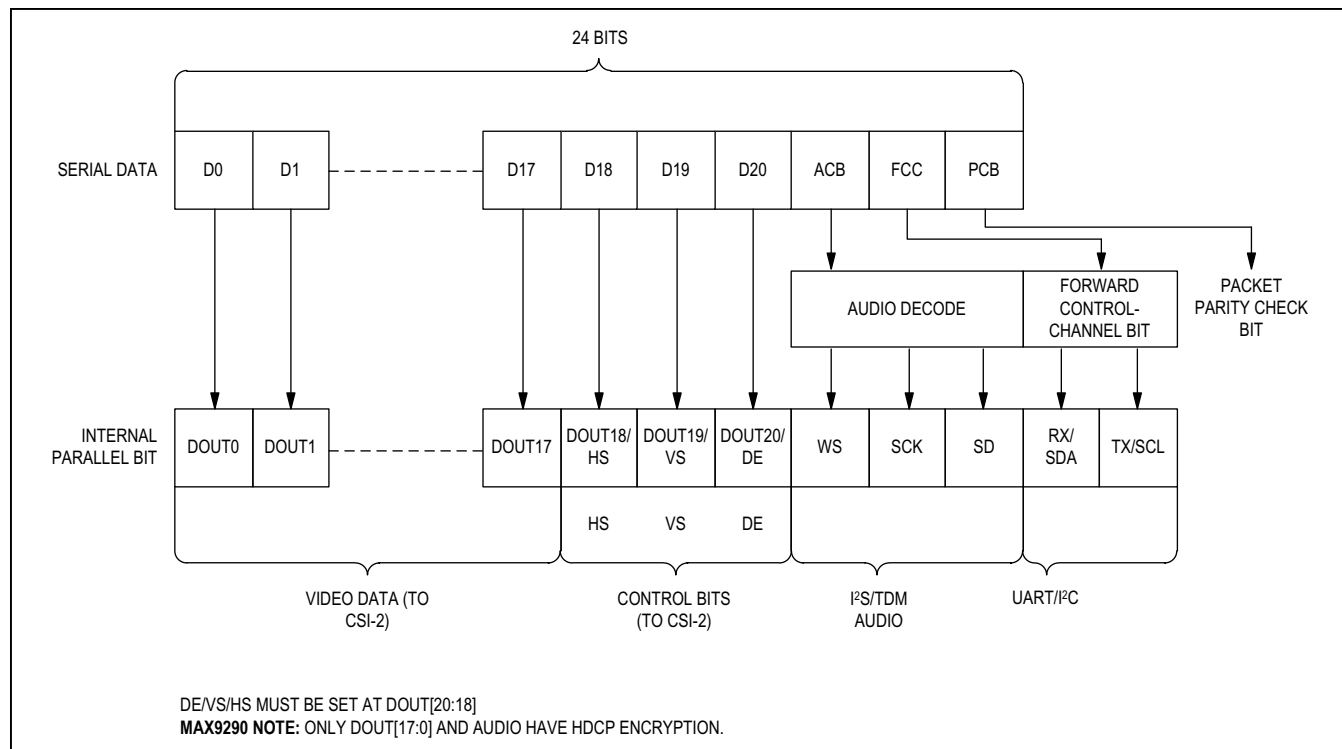 24 BITS
SERIAL DATA
D0
D1
D17
D18
D19
D20
ACB
FCC
PCB
AUDIO DECODE
FORWARD
CONTROL-
CHANNEL BIT
PACKET
PARITY CHECK
BIT
INTERNAL
PARALLEL BIT
DOUT0
DOUT1
DOUT17
DOUT18/
HS
DOUT19/
VS
DOUT20/
DE
WS
SCK
SD
RX/
SDA
TX/SCL
HS
VS
DE
VIDEO DATA (TO
CSI-2)
CONTROL BITS
(TO CSI-2)
I²S/TDM
AUDIO
UART/I²C
DE/VS/HS MUST BE SET AT DOUT[20:18]
MAX9290 NOTE: ONLY DOUT[17:0] AND AUDIO HAVE HDCP ENCRYPTION.